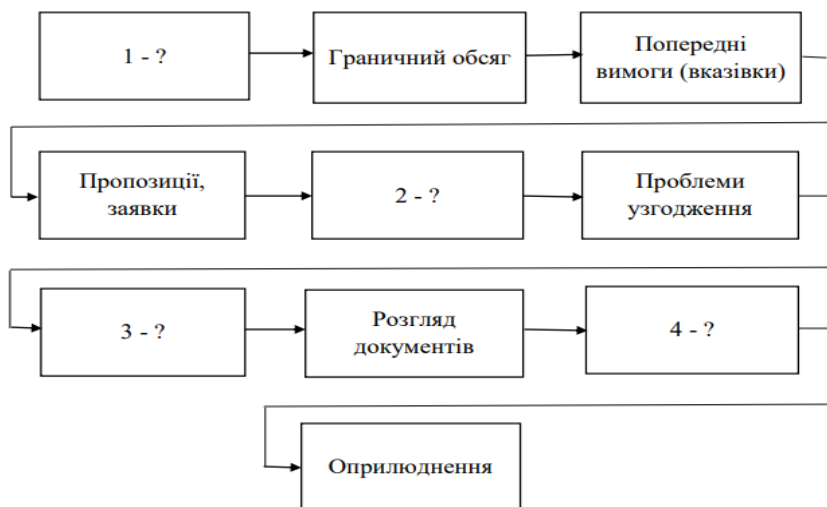 1 - ?
Граничний обсяг
Попередні
вимоги (вказівки)
Пропозиції,
заявки
2 - ?
Проблеми
узгодження
3 - ?
Розгляд
документів
4 - ?
Оприлюднення